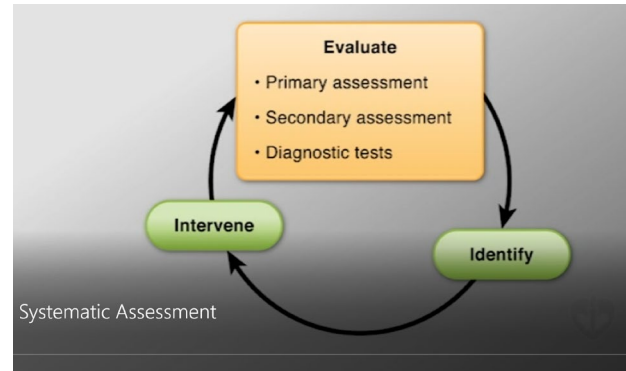 Evaluate
• Primary assessment
• Secondary assessment
• Diagnostic tests
Intervene
Identify
Systematic Assessment